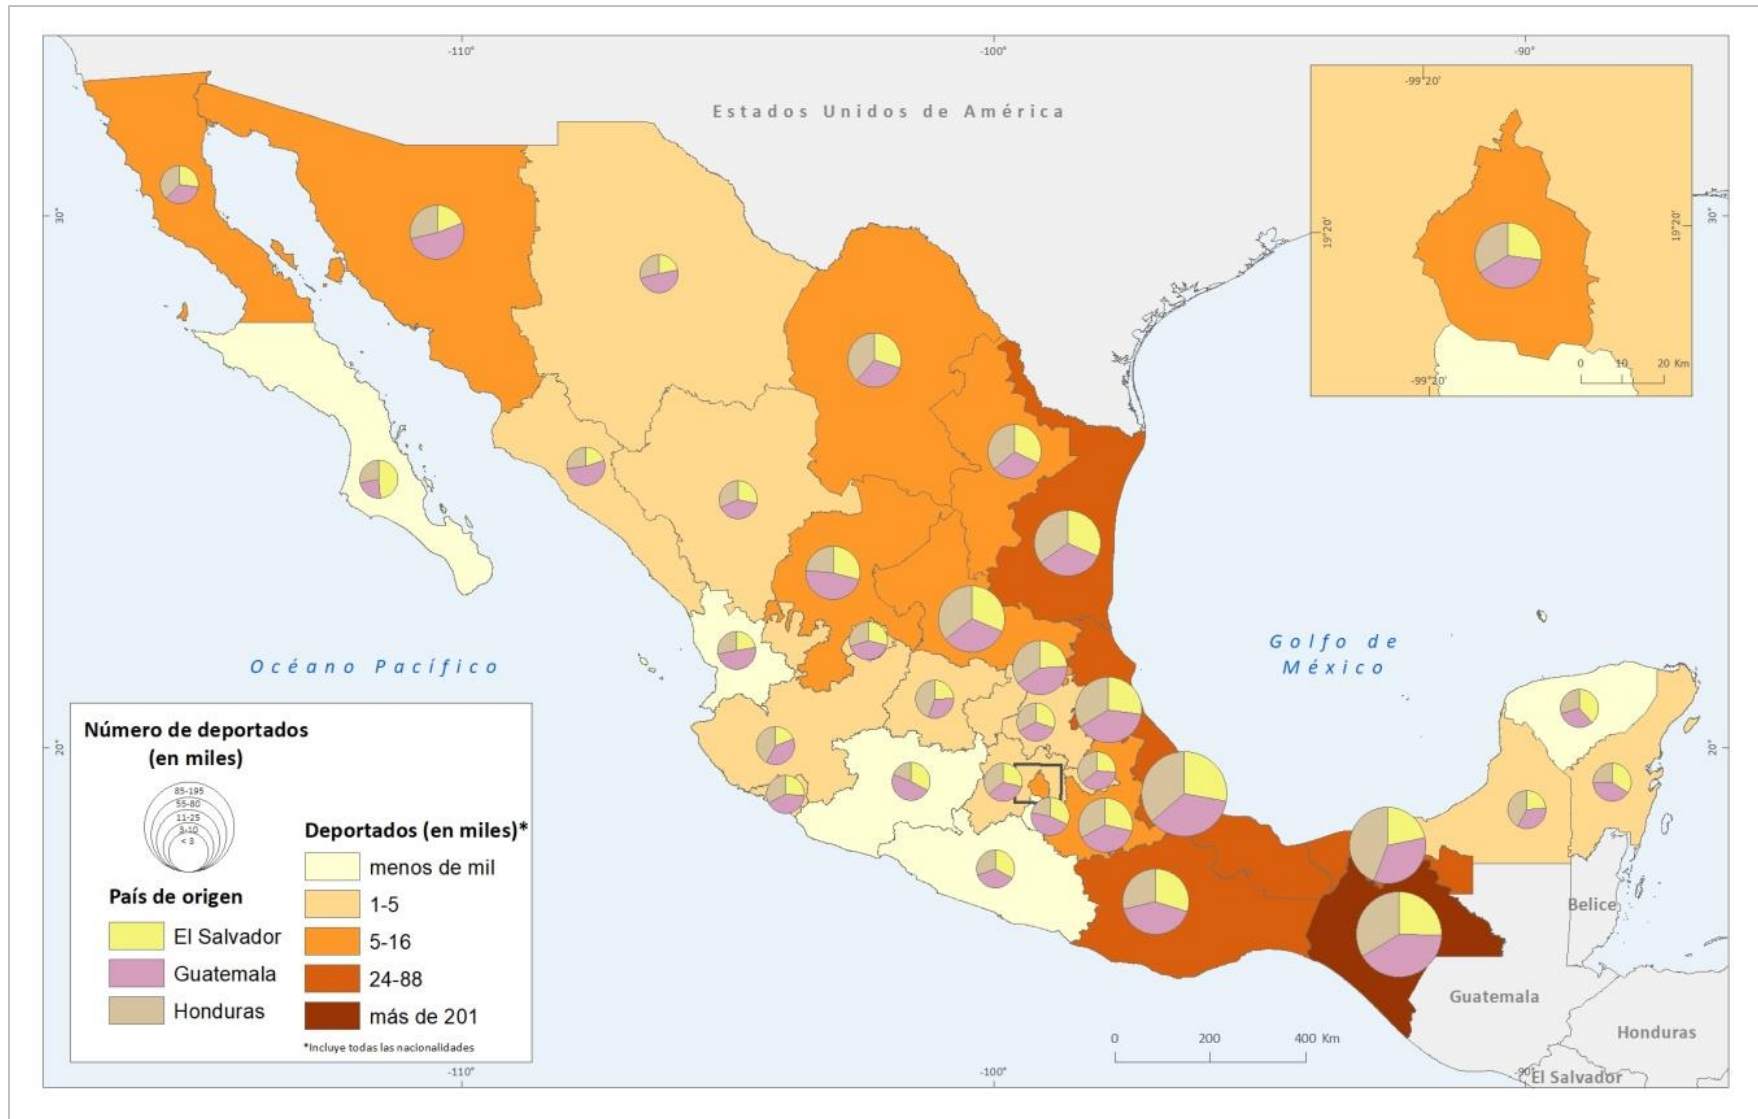 -110°
-100°
-90°
Estados Unidos de América
-99°20'
19°20'
19°20'
0 10 20 Km
-99°20'
30°
30°
Océano Pacífico
Golfo de
México
20°
20°
Número de deportados
(en miles)
85-195
55-80
11-25
3-10
< 3
País de origen
El Salvador
Guatemala
Honduras
Deportados (en miles)*
menos de mil
1-5
5-16
24-88
más de 201
*Incluye todas las nacionalidades
Belice
Guatemala
Honduras
El Salvador
0 200 400 Km
-110°
-100°
-90°